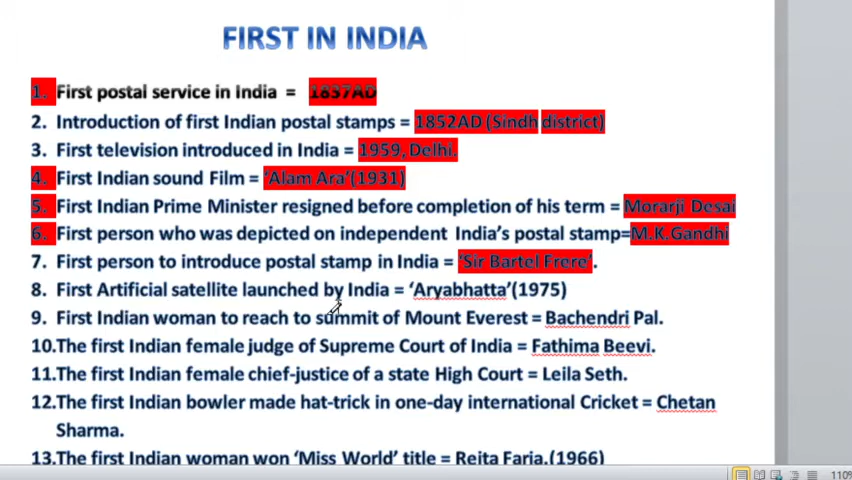 FIRST IN INDIA
1. First postal service in India = 1837AD
2. Introduction of first Indian postal stamps = 1852AD (Sindh district)
3. First television introduced in India = 1959, Delhi.
4. First Indian sound Film = ‘Alam Ara’(1931)
5. First Indian Prime Minister resigned before completion of his term = Morarji Desai
6. First person who was depicted on independent India’s postal stamp=M.K.Gandhi
7. First person to introduce postal stamp in India = ‘Sir Bartel Frere’.
8. First Artificial satellite launched by India = ‘Aryabhatta’(1975)
9. First Indian woman to reach to summit of Mount Everest = Bachendri Pal.
10.The first Indian female judge of Supreme Court of India = Fathima Beevi.
11.The first Indian female chief-justice of a state High Court = Leila Seth.
12.The first Indian bowler made hat-trick in one-day international Cricket = Chetan
Sharma.
13.The first Indian woman won ‘Miss World’ title = Reita Faria.(1966)
110%